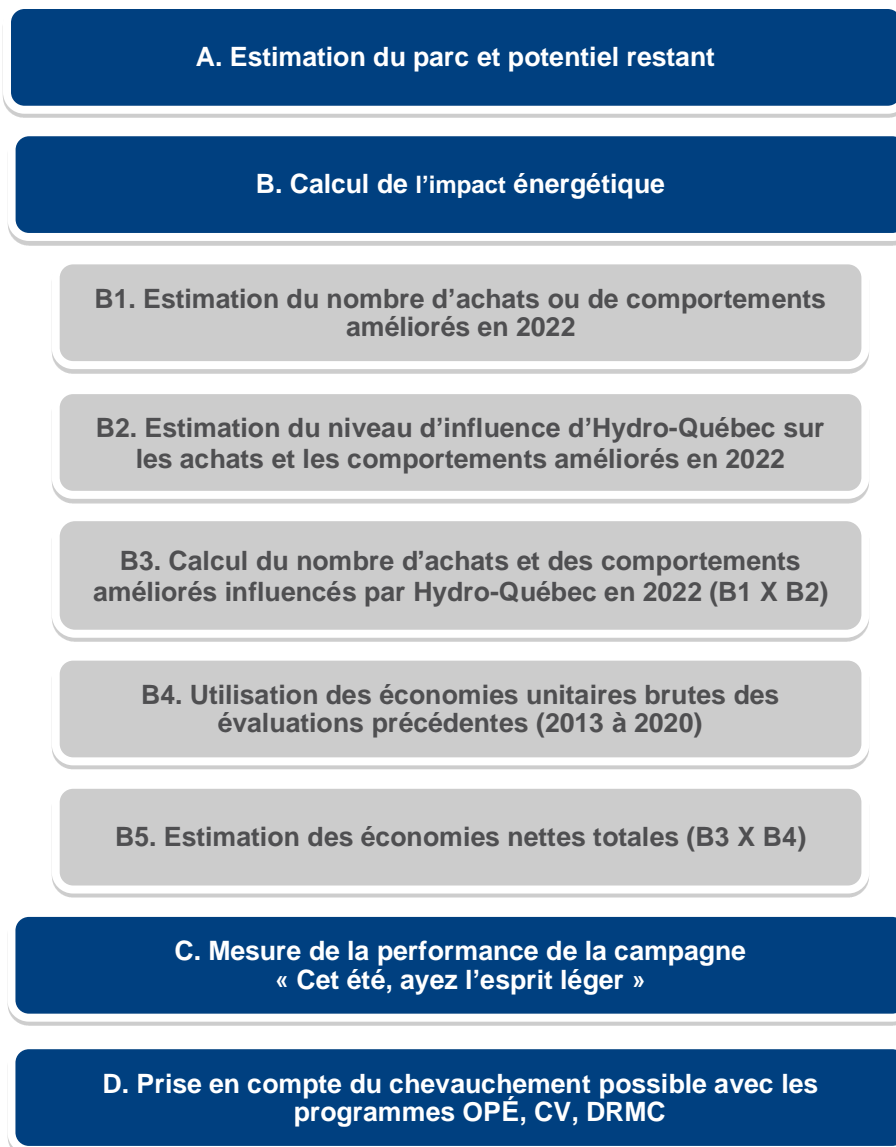 A. Estimation du parc et potentiel restant
B. Calcul de l'impact énergétique
B1. Estimation du nombre d'achats ou de comportements
améliorés en 2022
B2. Estimation du niveau d'influence d'Hydro-Québec sur
les achats et les comportements améliorés en 2022
B3. Calcul du nombre d'achats et des comportements
améliorés influencés par Hydro-Québec en 2022 (B1 X B2)
B4. Utilisation des économies unitaires brutes des
évaluations précédentes (2013 à 2020)
B5. Estimation des économies nettes totales (B3 X B4)
C. Mesure de la performance de la campagne
« Cet été, ayez l'esprit léger »
D. Prise en compte du chevauchement possible avec les
programmes OPÉ, CV, DRMC